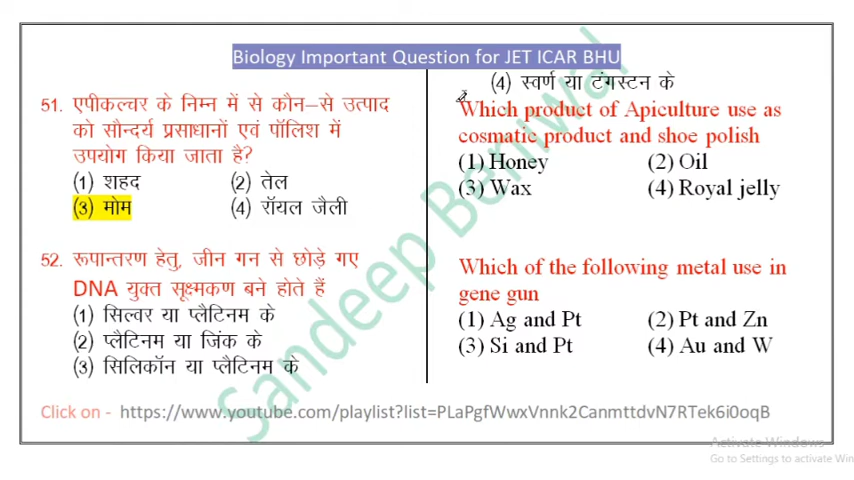 Biology Important Question for JET ICAR BHU
51. एपीकल्चर के निम्न में से कौन–से उत्पाद
को सौन्दर्य प्रसाधानों एवं पॉलिश में
उपयोग किया जाता है?
(1) शहद (2) तेल
(3) मोम (4) रॉयल जैली
52. रूपान्तरण हेतु, जीन गन से छोड़े गए
DNA युक्त सूक्ष्मकण बने होते हैं
(1) सिल्वर या प्लैटिनम के
(2) प्लैटिनम या जिंक के
(3) सिलिकॉन या प्लैटिनम के
(4) स्वर्ण या टंगस्टन के
Which product of Apiculture use as
cosmatic product and shoe polish
(1) Honey (2) Oil
(3) Wax (4) Royal jelly
Which of the following metal use in
gene gun
(1) Ag and Pt (2) Pt and Zn
(3) Si and Pt (4) Au and W
Sandeep Beniwal
Click on - https://www.youtube.com/playlist?list=PLaPgfWwxVnnk2CanmttdvN7RTek6i0oqB
Activate Windows
Go to Settings to activate Win